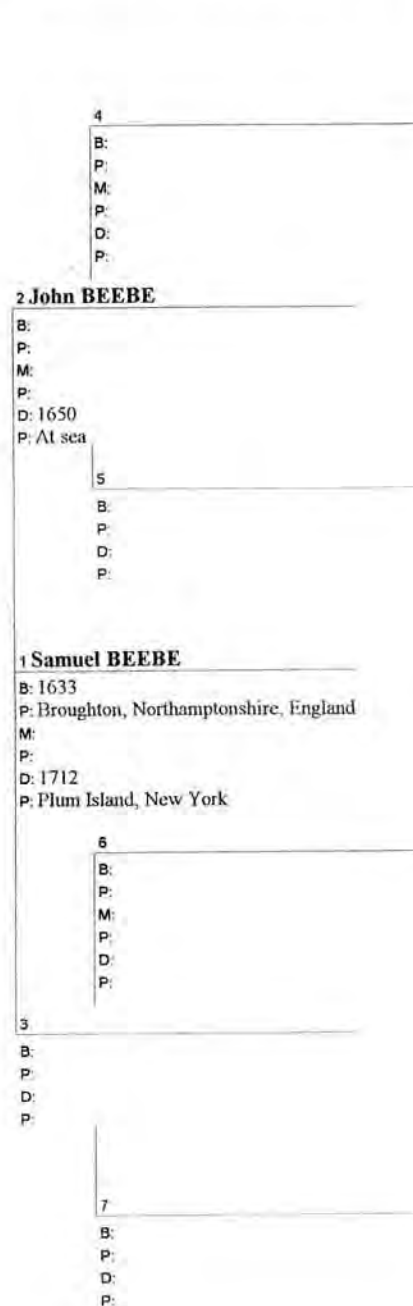 4
B:
P:
M:
P:
D:
P:
2 John BEEBE
B:
P:
M:
P:
D: 1650
P: At sea
5
B:
P:
D:
P:
1 Samuel BEEBE
B: 1633
P: Broughton, Northamptonshire, England
M:
P:
D: 1712
P: Plum Island, New York
6
B:
P:
M:
P:
D:
P:
3
B:
P:
D:
P:
7
B:
P:
D:
P: